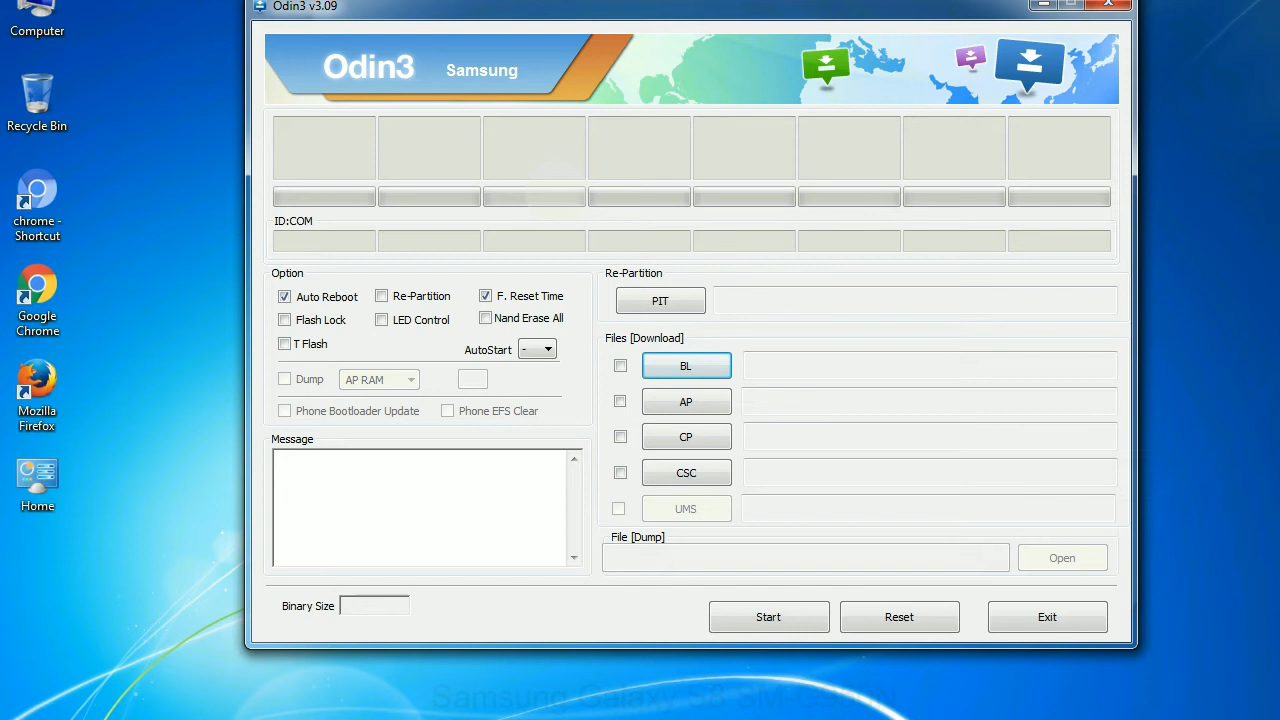 Odin3 v3.09
Computer
Recycle Bin
chrome -
Shortcut
Google
Chrome
Mozilla
Firefox
Home
Odin3 Samsung
ID:COM
Option
Auto Reboot
Re-Partition
F. Reset Time
Flash Lock
LED Control
Nand Erase All
T Flash
AutoStart -
Dump AP RAM
Phone Bootloader Update
Phone EFS Clear
Message
Re-Partition
PIT
Files [Download]
BL
AP
CP
CSC
UMS
File [Dump]
Open
Binary Size
Start
Reset
Exit
Samsung Galaxy S8